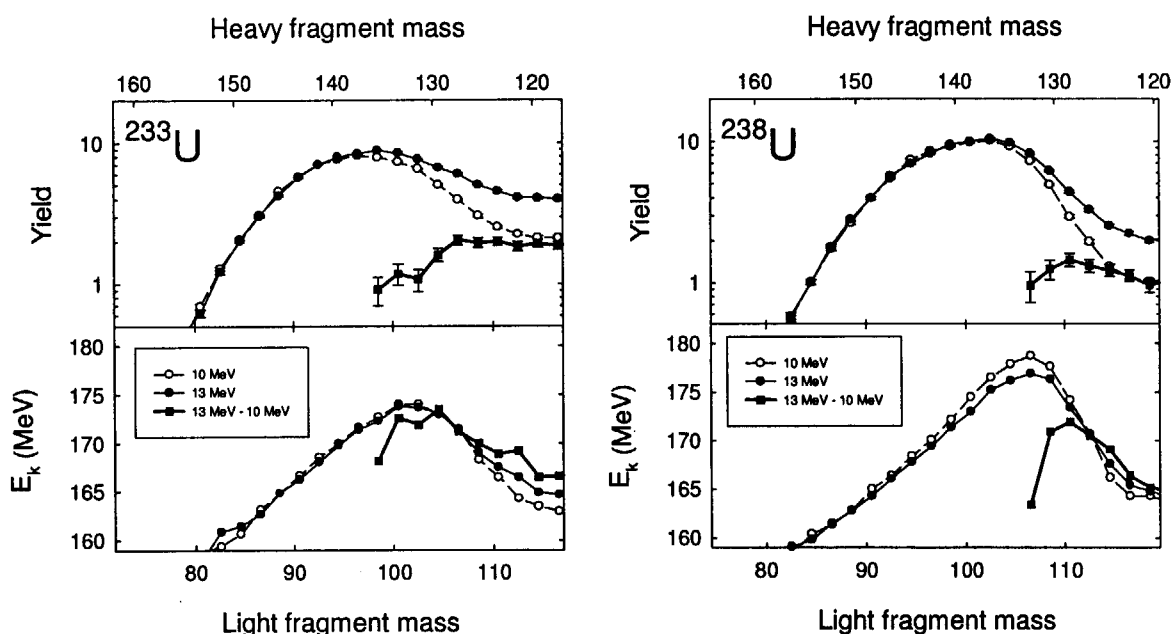 Heavy fragment mass
160 150 140 130 120
233U
10
1
Yield
180
175
170
165
160
Ek (MeV)
10 MeV
13 MeV
13 MeV - 10 MeV
80 90 100 110
Light fragment mass
Heavy fragment mass
160 150 140 130 120
238U
10
1
Yield
180
175
170
165
160
Ek (MeV)
10 MeV
13 MeV
13 MeV - 10 MeV
80 90 100 110
Light fragment mass